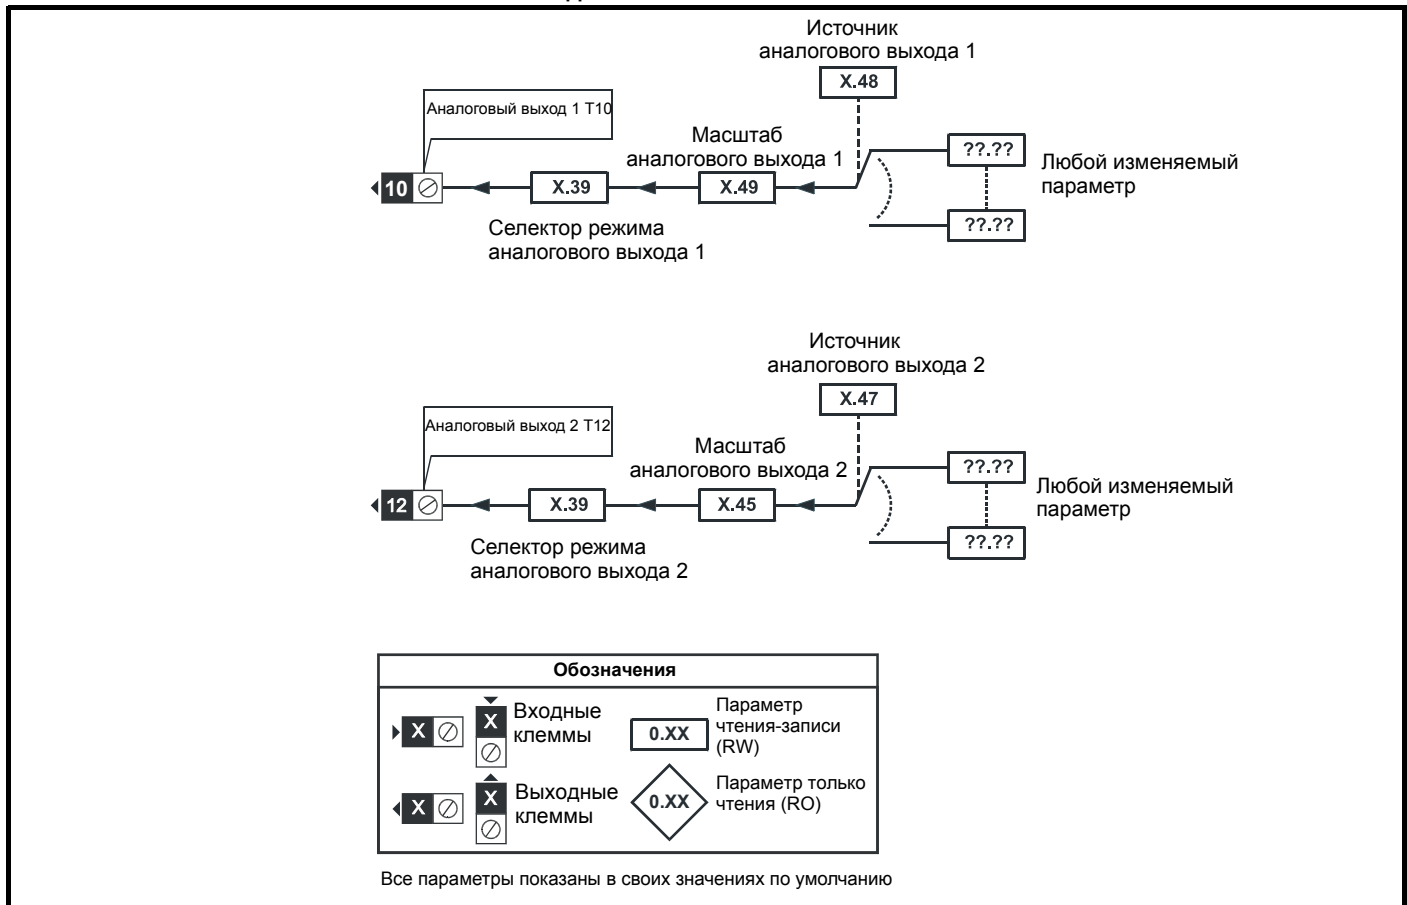 Источник
аналогового выхода 1
X.48
Аналоговый выход 1 T10
Масштаб
аналогового выхода 1
??.??
Любой изменяемый
параметр
10
X.39
X.49
??.??
Селектор режима
аналогового выхода 1
Источник
аналогового выхода 2
X.47
Аналоговый выход 2 T12
Масштаб
аналогового выхода 2
??.??
Любой изменяемый
параметр
12
X.39
X.45
??.??
Селектор режима
аналогового выхода 2
Обозначения
X
X
Входные
клеммы
0.XX
Параметр
чтения-записи
(RW)
X
X
Выходные
клеммы
0.XX
Параметр только
чтения (RO)
Все параметры показаны в своих значениях по умолчанию